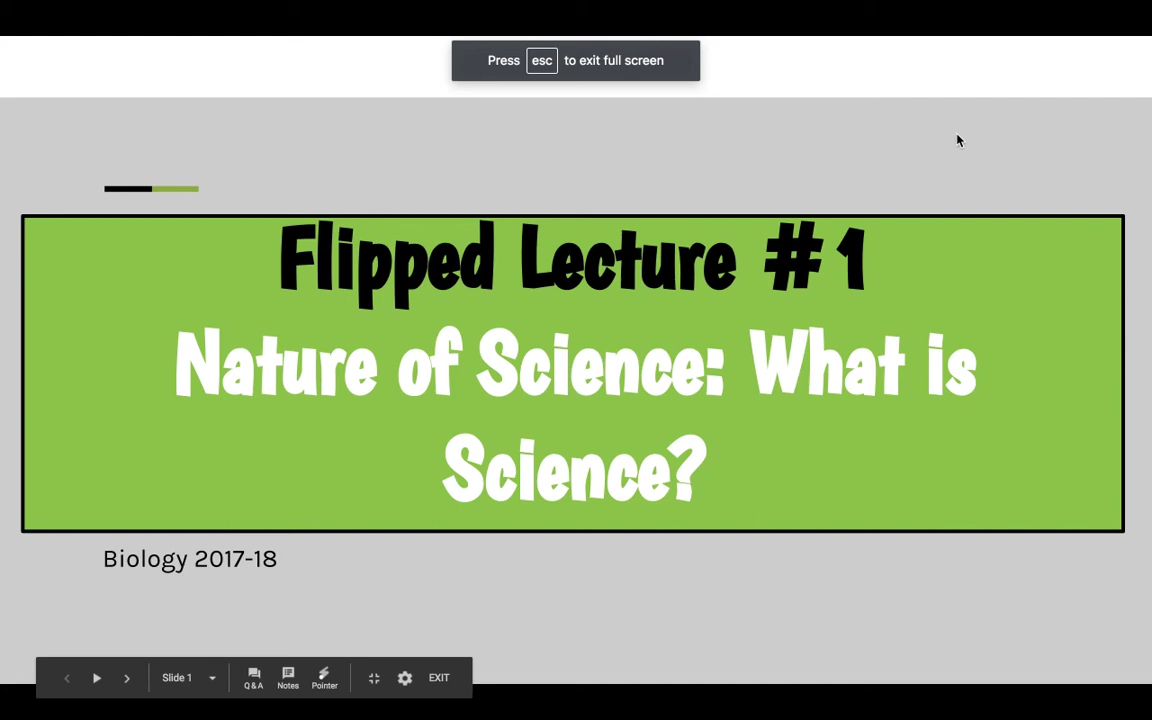 Press esc to exit full screen
Flipped Lecture #1
Nature of Science: What is
Science?
Biology 2017-18
Slide 1 Q&A Notes Pointer EXIT